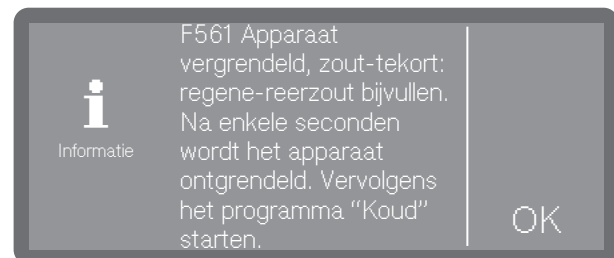 F561 Apparaat
vergrendeld, zout-tekort:
regene-reerzout bijvullen.
Na enkele seconden
wordt het apparaat
ontgrendeld. Vervolgens
het programma “Koud”
starten.
Informatie
OK